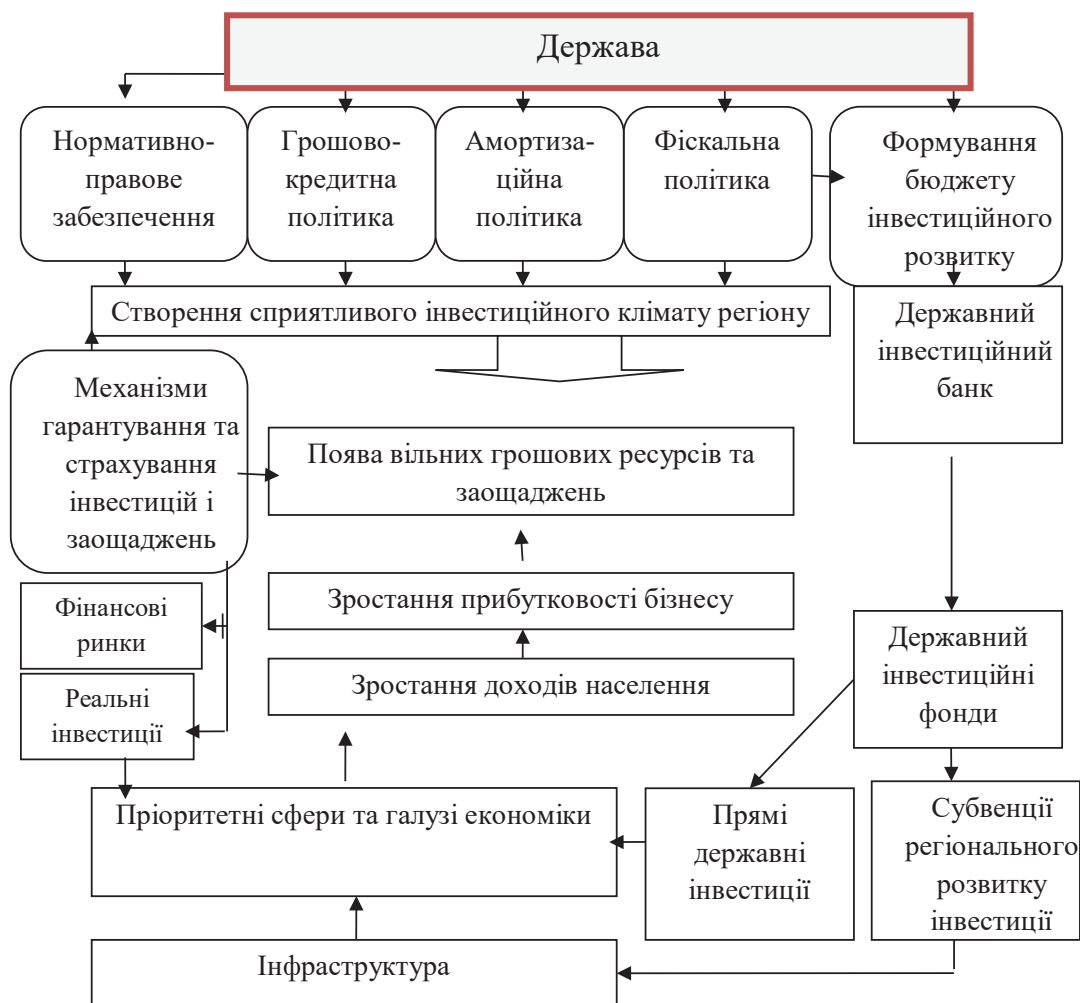 Держава
Нормативно-
правове
забезпечення
Грошово-
кредитна
політика
Амортиза-
ційна
політика
Фіскальна
політика
Формування
бюджету
інвестиційного
розвитку
Створення сприятливого інвестиційного клімату регіону
Державний
інвестиційний
банк
Механізми
гарантування та
страхування
інвестицій і
заощаджень
Поява вільних грошових ресурсів та
заощаджень
Зростання прибутковості бізнесу
Фінансові
ринки
Державний
інвестиційні
фонди
Зростання доходів населення
Реальні
інвестиції
Пріоритетні сфери та галузі економіки
Прямі
державні
інвестиції
Субвенції
регіонального
розвитку
інвестиції
Інфраструктура